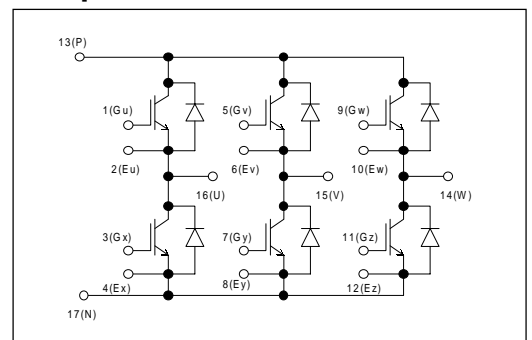 13(P)
1(Gu)
5(Gv)
9(Gw)
2(Eu)
6(Ev)
10(Ew)
16(U)
15(V)
14(W)
3(Gx)
7(Gy)
11(Gz)
4(Ex)
8(Ey)
12(Ez)
17(N)